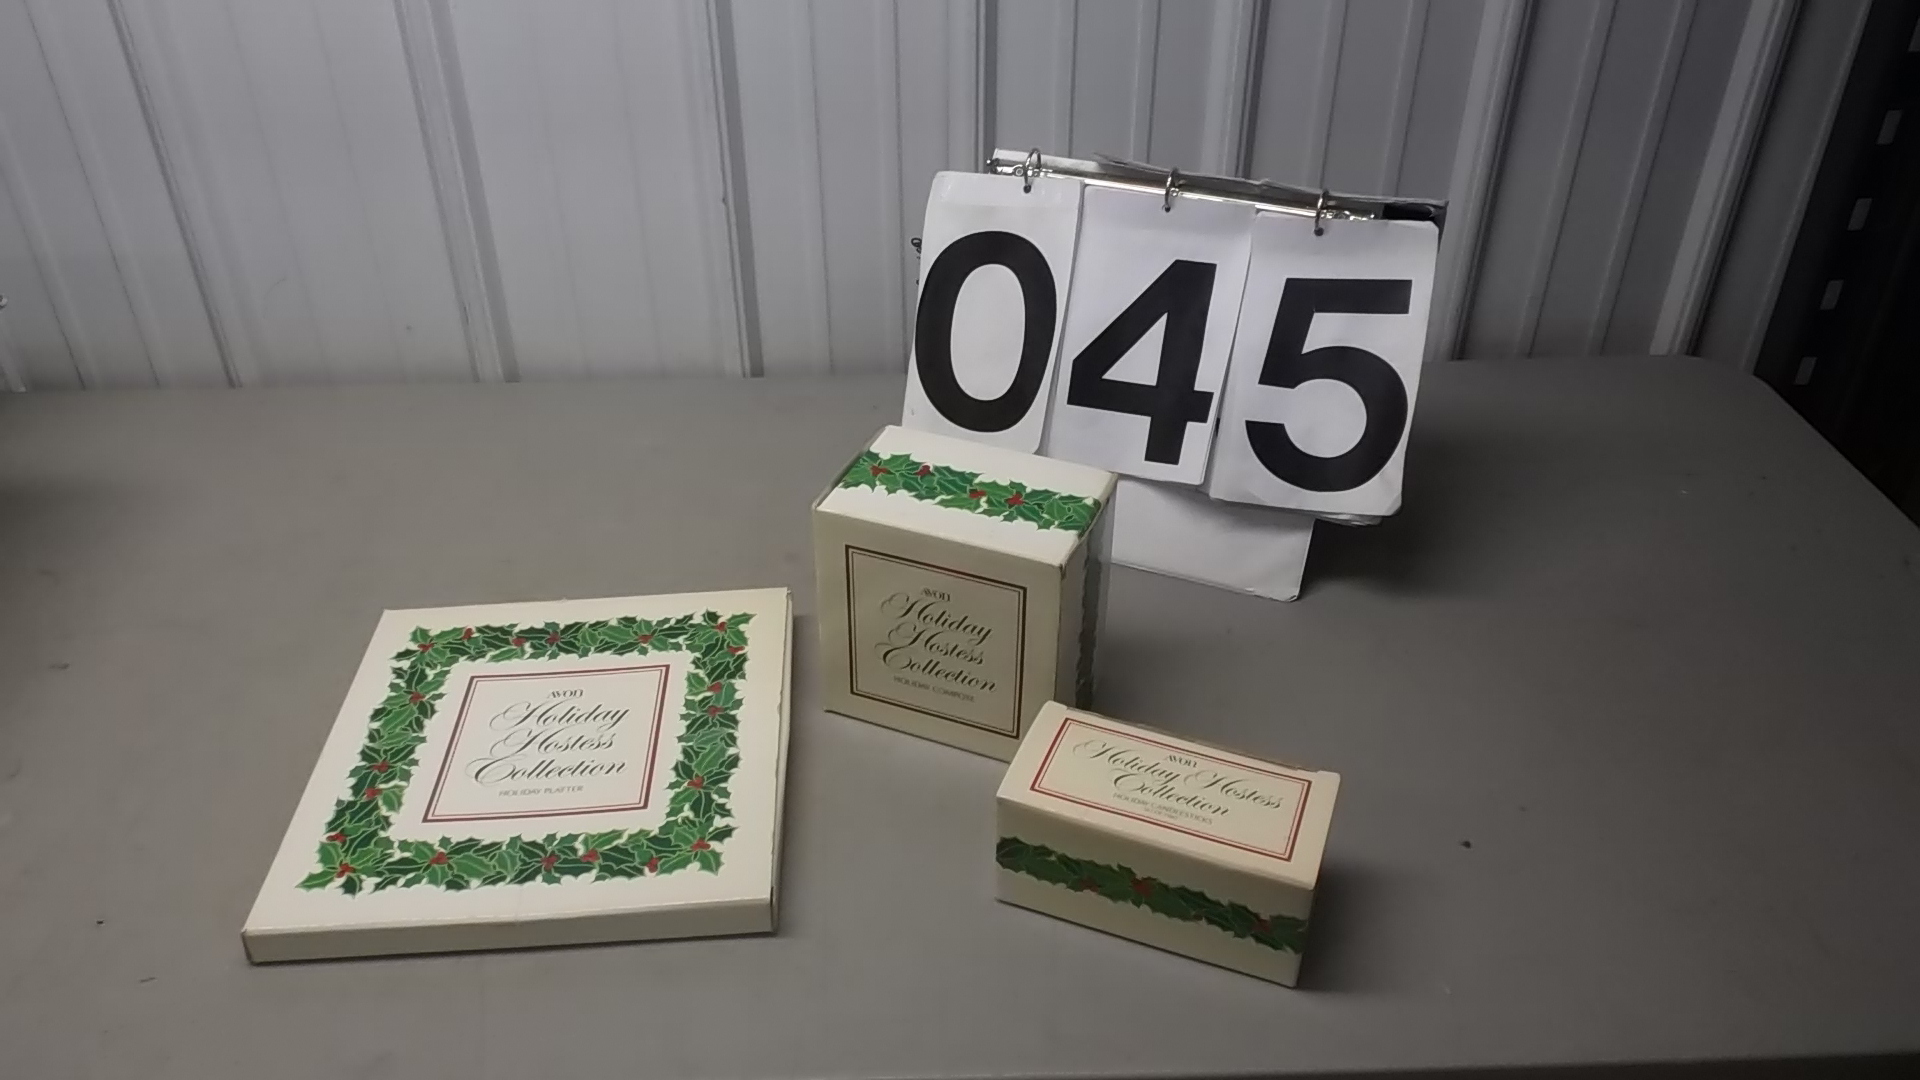 045
AVON
Holiday
Hostess
Collection
HOLIDAY COMPOTE
AVON
Holiday
Hostess
Collection
HOLIDAY PLATTER
AVON
Holiday Hostess
Collection
HOLIDAY CANDLESTICKS